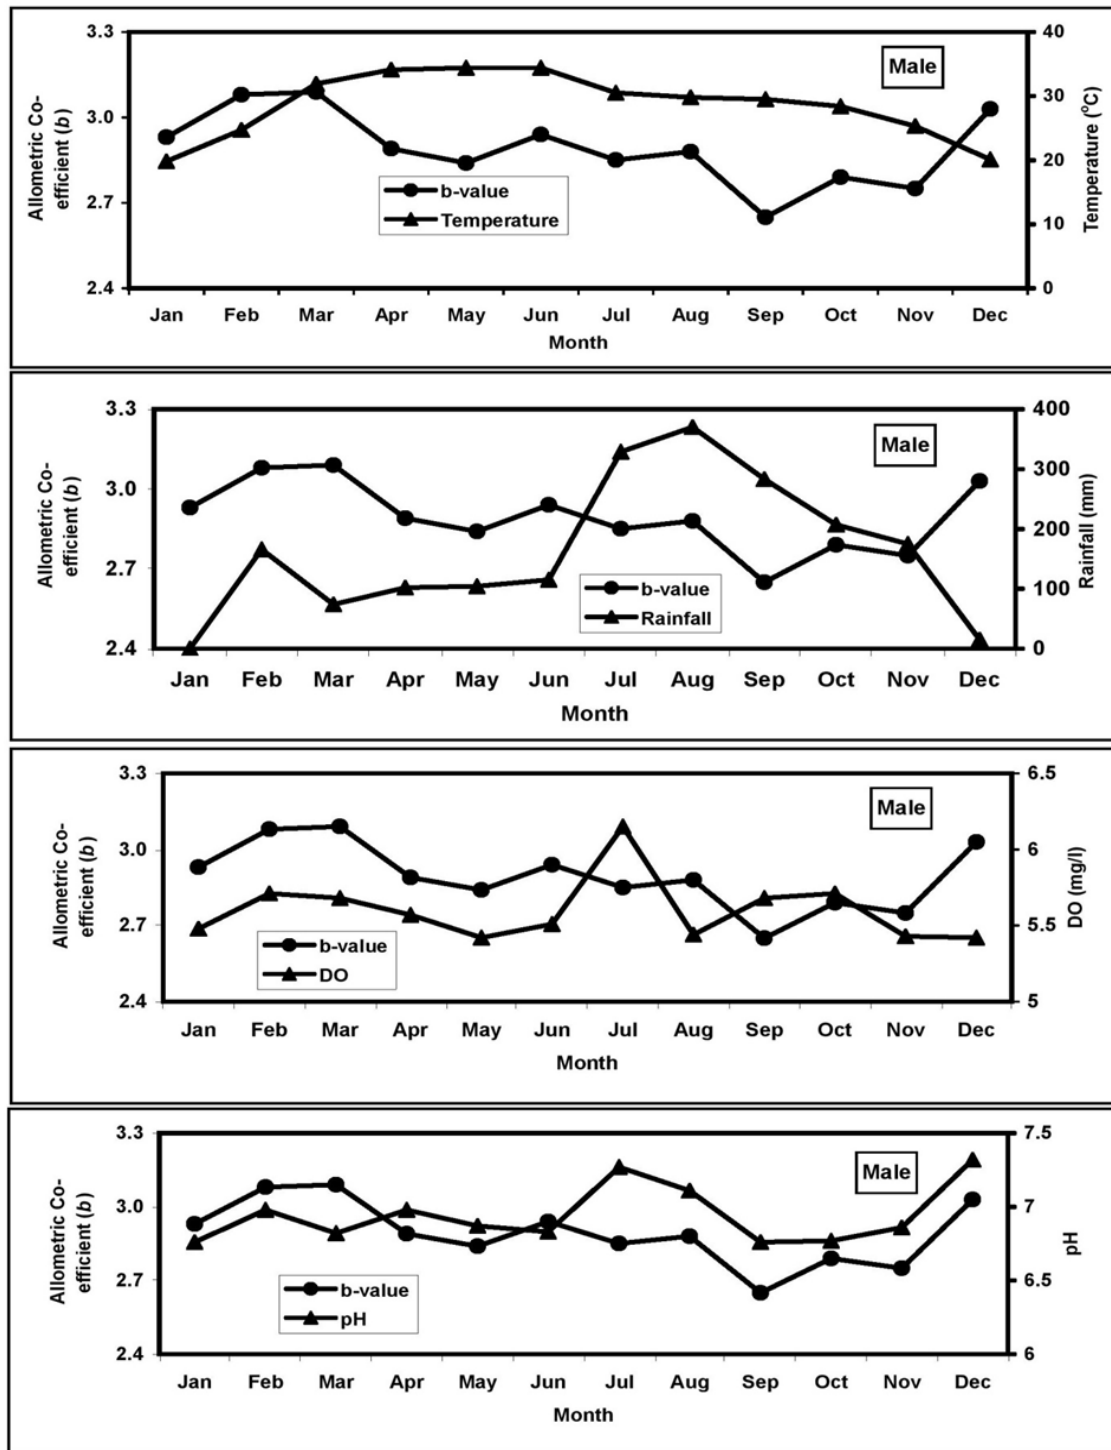 3.3
3.0
2.7
2.4
Allometric Co-
efficient (b)
Male
b-value
Temperature
40
30
20
10
0
Temperature (⁰C)
Jan Feb Mar Apr May Jun Jul Aug Sep Oct Nov Dec
Month
3.3
3.0
2.7
2.4
Allometric Co-
efficient (b)
Male
b-value
Rainfall
400
300
200
100
0
Rainfall (mm)
Jan Feb Mar Apr May Jun Jul Aug Sep Oct Nov Dec
Month
3.3
3.0
2.7
2.4
Allometric Co-
efficient (b)
Male
b-value
DO
6.5
6
5.5
5
DO (mg/l)
Jan Feb Mar Apr May Jun Jul Aug Sep Oct Nov Dec
Month
3.3
3.0
2.7
2.4
Allometric Co-
efficient (b)
Male
b-value
pH
7.5
7
6.5
6
pH
Jan Feb Mar Apr May Jun Jul Aug Sep Oct Nov Dec
Month